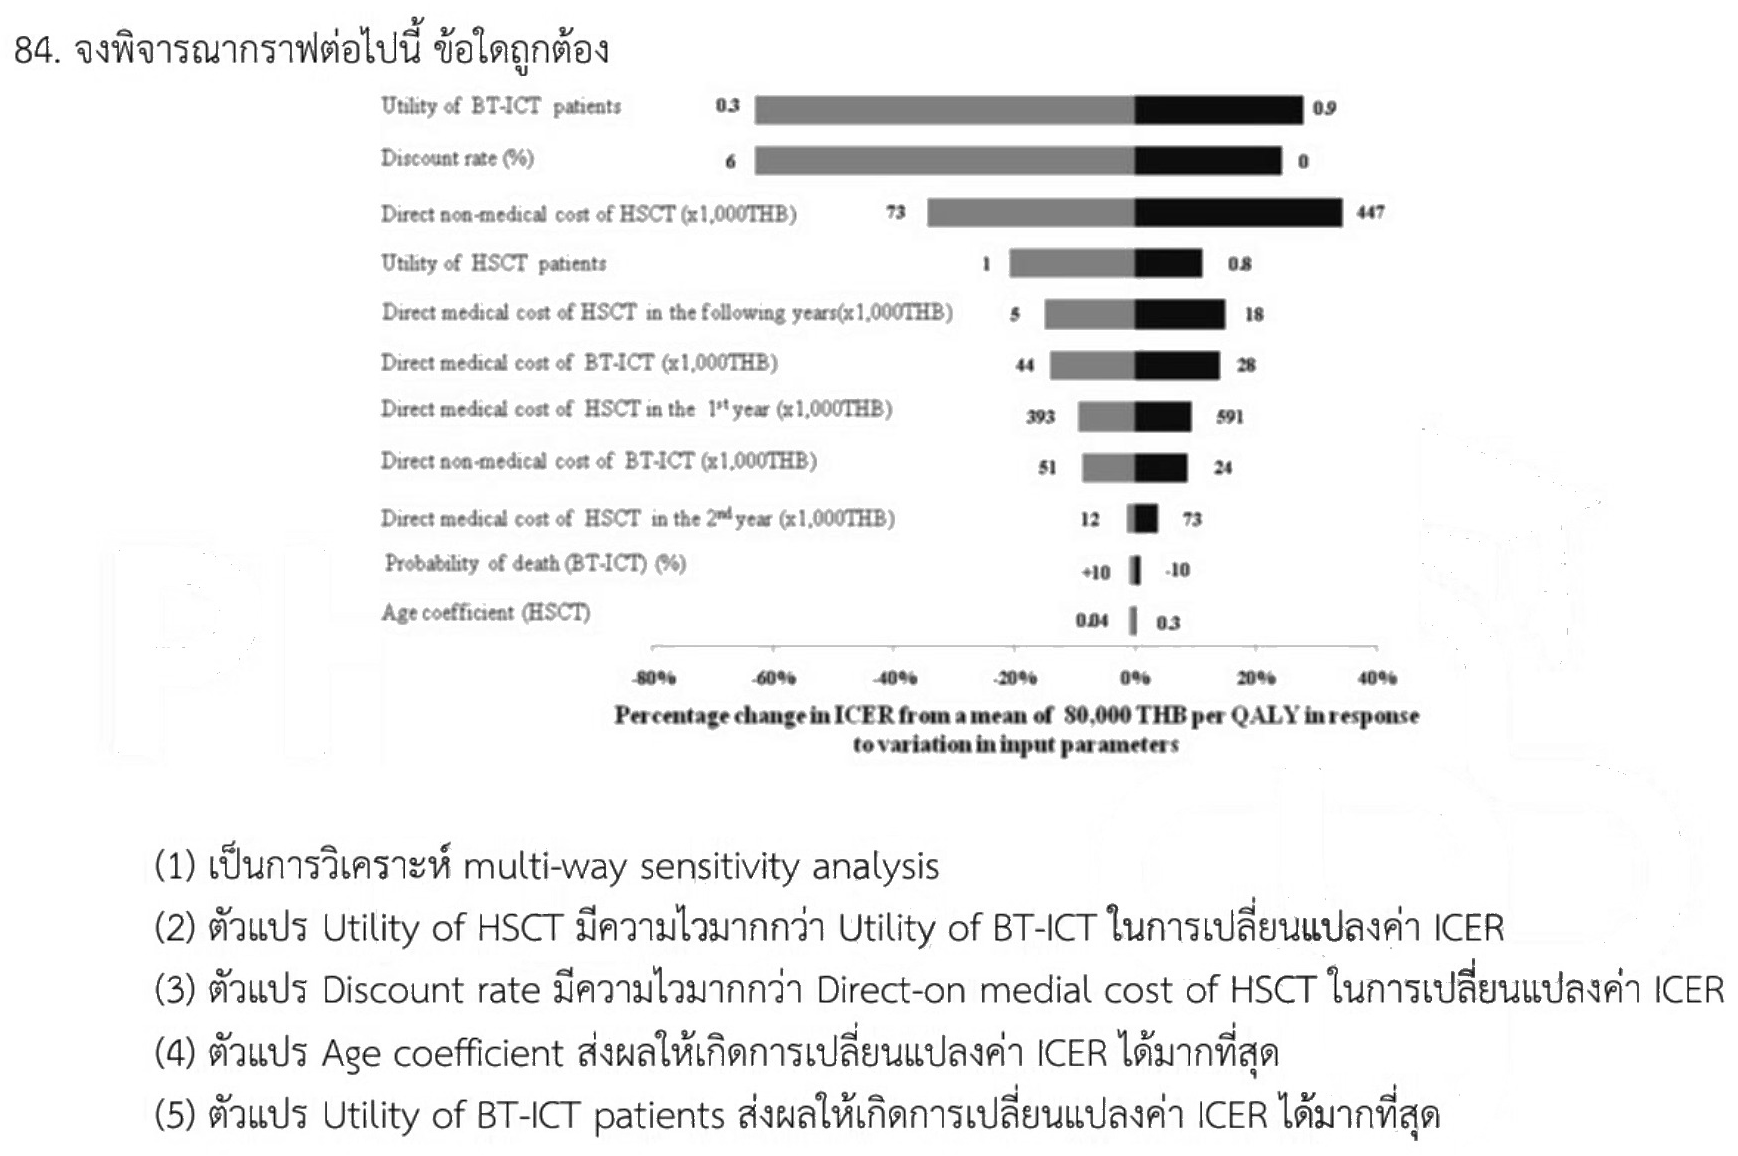 84. จงพิจารณากราฟต่อไปนี้ ข้อใดถูกต้อง
Utility of BT-ICT patients 0.3 0.9
Discount rate (%) 6 0
Direct non-medical cost of HSCT (x1,000THB) 73 447
Utility of HSCT patients 1 0.8
Direct medical cost of HSCT in the following years(x1,000THB) 5 18
Direct medical cost of BT-ICT (x1,000THB) 44 28
Direct medical cost of HSCT in the 1st year (x1,000THB) 393 591
Direct non-medical cost of BT-ICT (x1,000THB) 51 24
Direct medical cost of HSCT in the 2nd year (x1,000THB) 12 73
Probability of death (BT-ICT) (%) +10 -10
Age coefficient (HSCT) 0.04 0.3
-80% -60% -40% -20% 0% 20% 40%
Percentage change in ICER from a mean of 80,000 THB per QALY in response
to variation in input parameters
(1) เป็นการวิเคราะห์ multi-way sensitivity analysis
(2) ตัวแปร Utility of HSCT มีความไวมากกว่า Utility of BT-ICT ในการเปลี่ยนแปลงค่า ICER
(3) ตัวแปร Discount rate มีความไวมากกว่า Direct-on medial cost of HSCT ในการเปลี่ยนแปลงค่า ICER
(4) ตัวแปร Age coefficient ส่งผลให้เกิดการเปลี่ยนแปลงค่า ICER ได้มากที่สุด
(5) ตัวแปร Utility of BT-ICT patients ส่งผลให้เกิดการเปลี่ยนแปลงค่า ICER ได้มากที่สุด